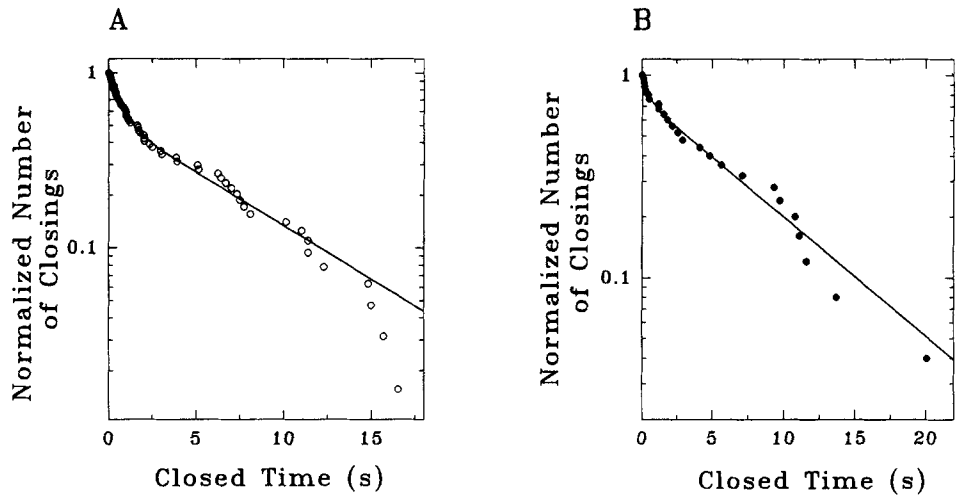 A
Normalized Number
of Closings
1
0.1
0 5 10 15
Closed Time (s)
B
Normalized Number
of Closings
1
0.1
0 5 10 15 20
Closed Time (s)